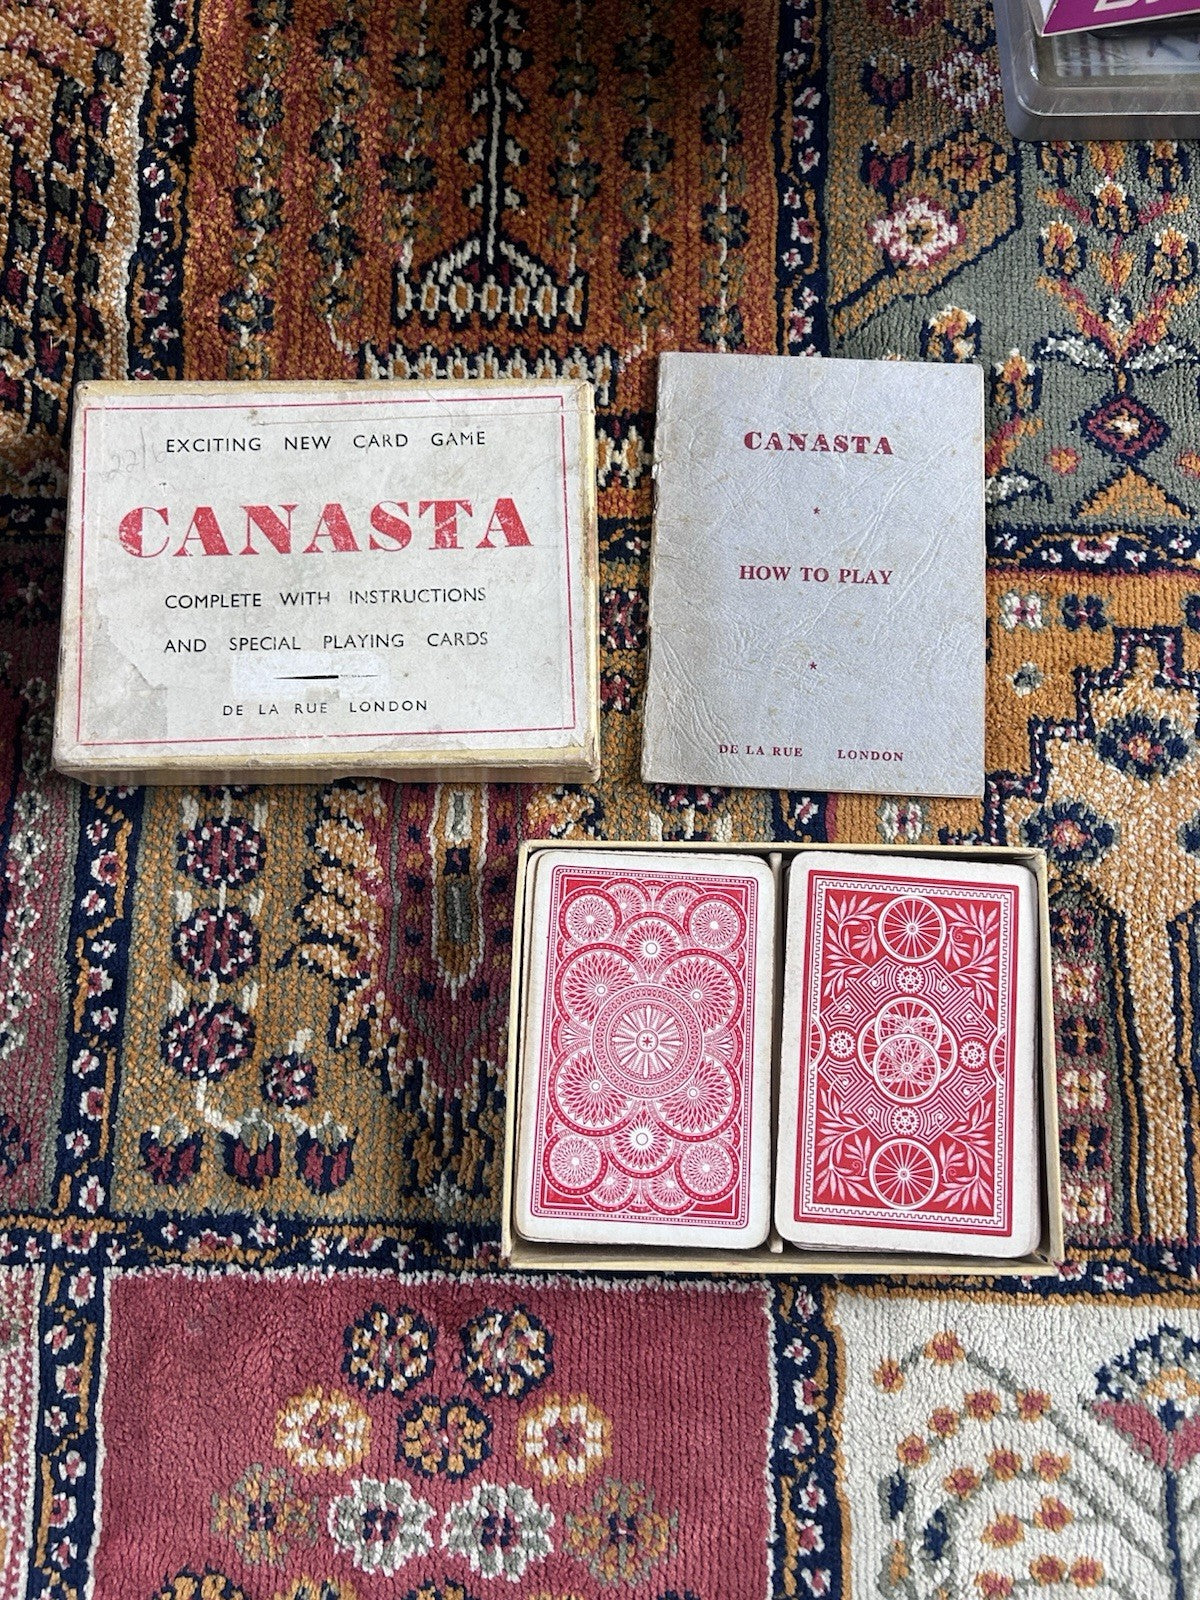 EXCITING NEW CARD GAME
CANASTA
COMPLETE WITH INSTRUCTIONS
AND SPECIAL PLAYING CARDS
DE LA RUE LONDON
CANASTA
HOW TO PLAY
DE LA RUE LONDON